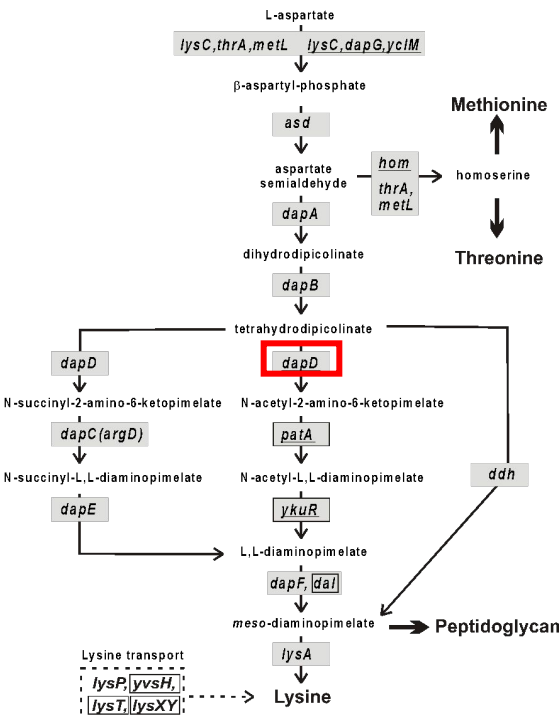 L-aspartate
lysC,thrA,metL lysC,dapG,yclM
β-aspartyl-phosphate
Methionine
asd
hom
aspartate
semialdehyde
homoserine
thrA,
metL
dapA
Threonine
dihydrodipicolinate
dapB
tetrahydrodipicolinate
dapD dapD
N-succinyl-2-amino-6-ketopimelate N-acetyl-2-amino-6-ketopimelate
dapC(argD) patA
N-succinyl-L,L-diaminopimelate N-acetyl-L,L-diaminopimelate ddh
dapE ykuR
L,L-diaminopimelate
dapF, dal
meso-diaminopimelate Peptidoglycan
Lysine transport lysA
lysP, yvsH,
lysT, lysXY Lysine